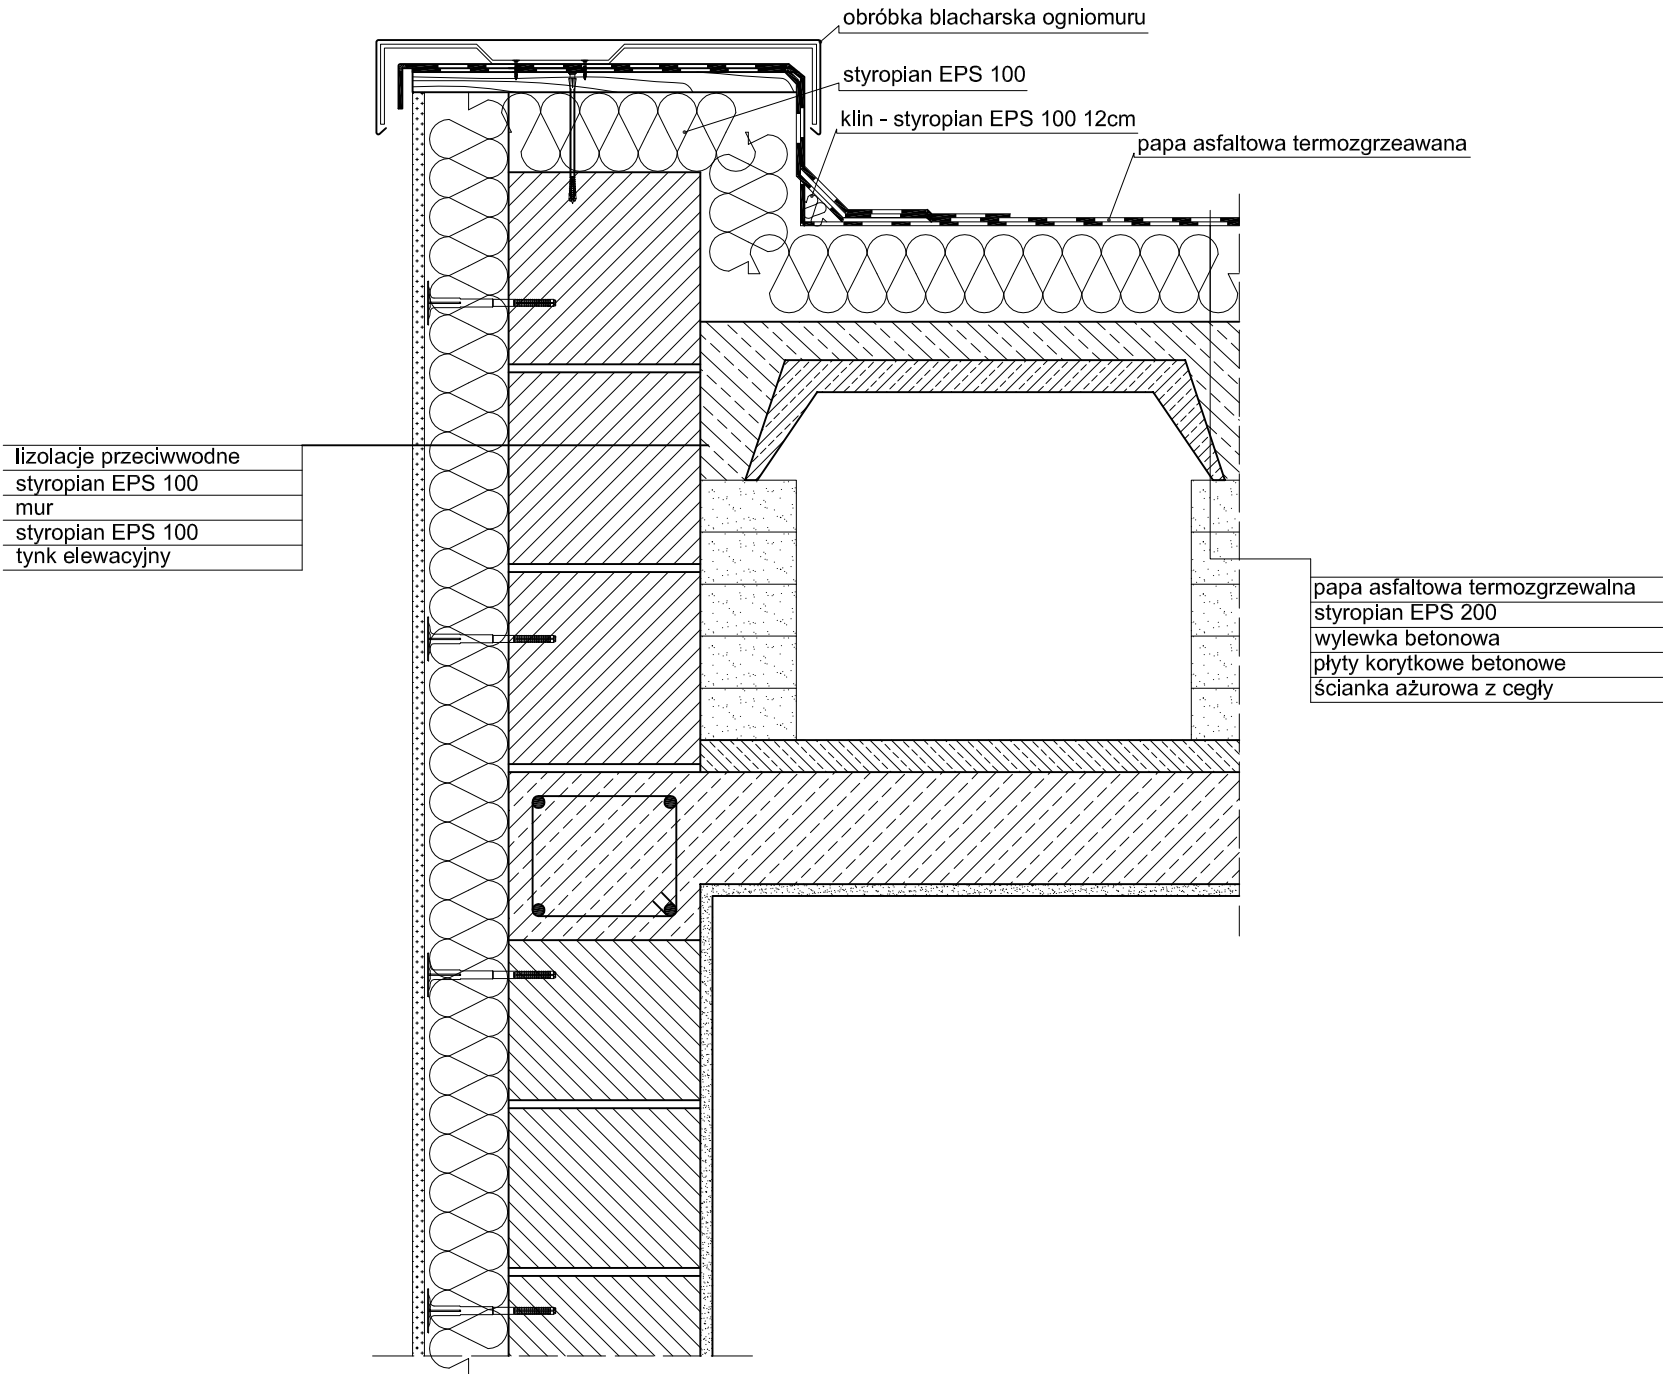 obróbka blacharska ogniomuru
styropian EPS 100
klin - styropian EPS 100 12cm
papa asfaltowa termozgrzeawana
Iizolacje przeciwwodne
styropian EPS 100
mur
styropian EPS 100
tynk elewacyjny
papa asfaltowa termozgrzewalna
styropian EPS 200
wylewka betonowa
płyty korytkowe betonowe
ścianka ażurowa z cegły